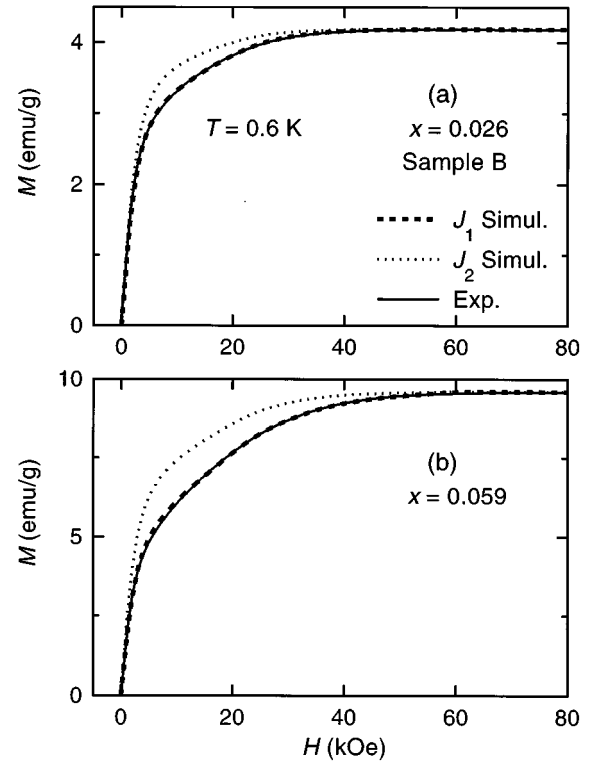 4
2
0
M (emu/g)
(a)
T = 0.6 K
x = 0.026
Sample B
J1 Simul.
J2 Simul.
Exp.
0 20 40 60 80
10
5
0
M (emu/g)
(b)
x = 0.059
0 20 40 60 80
H (kOe)